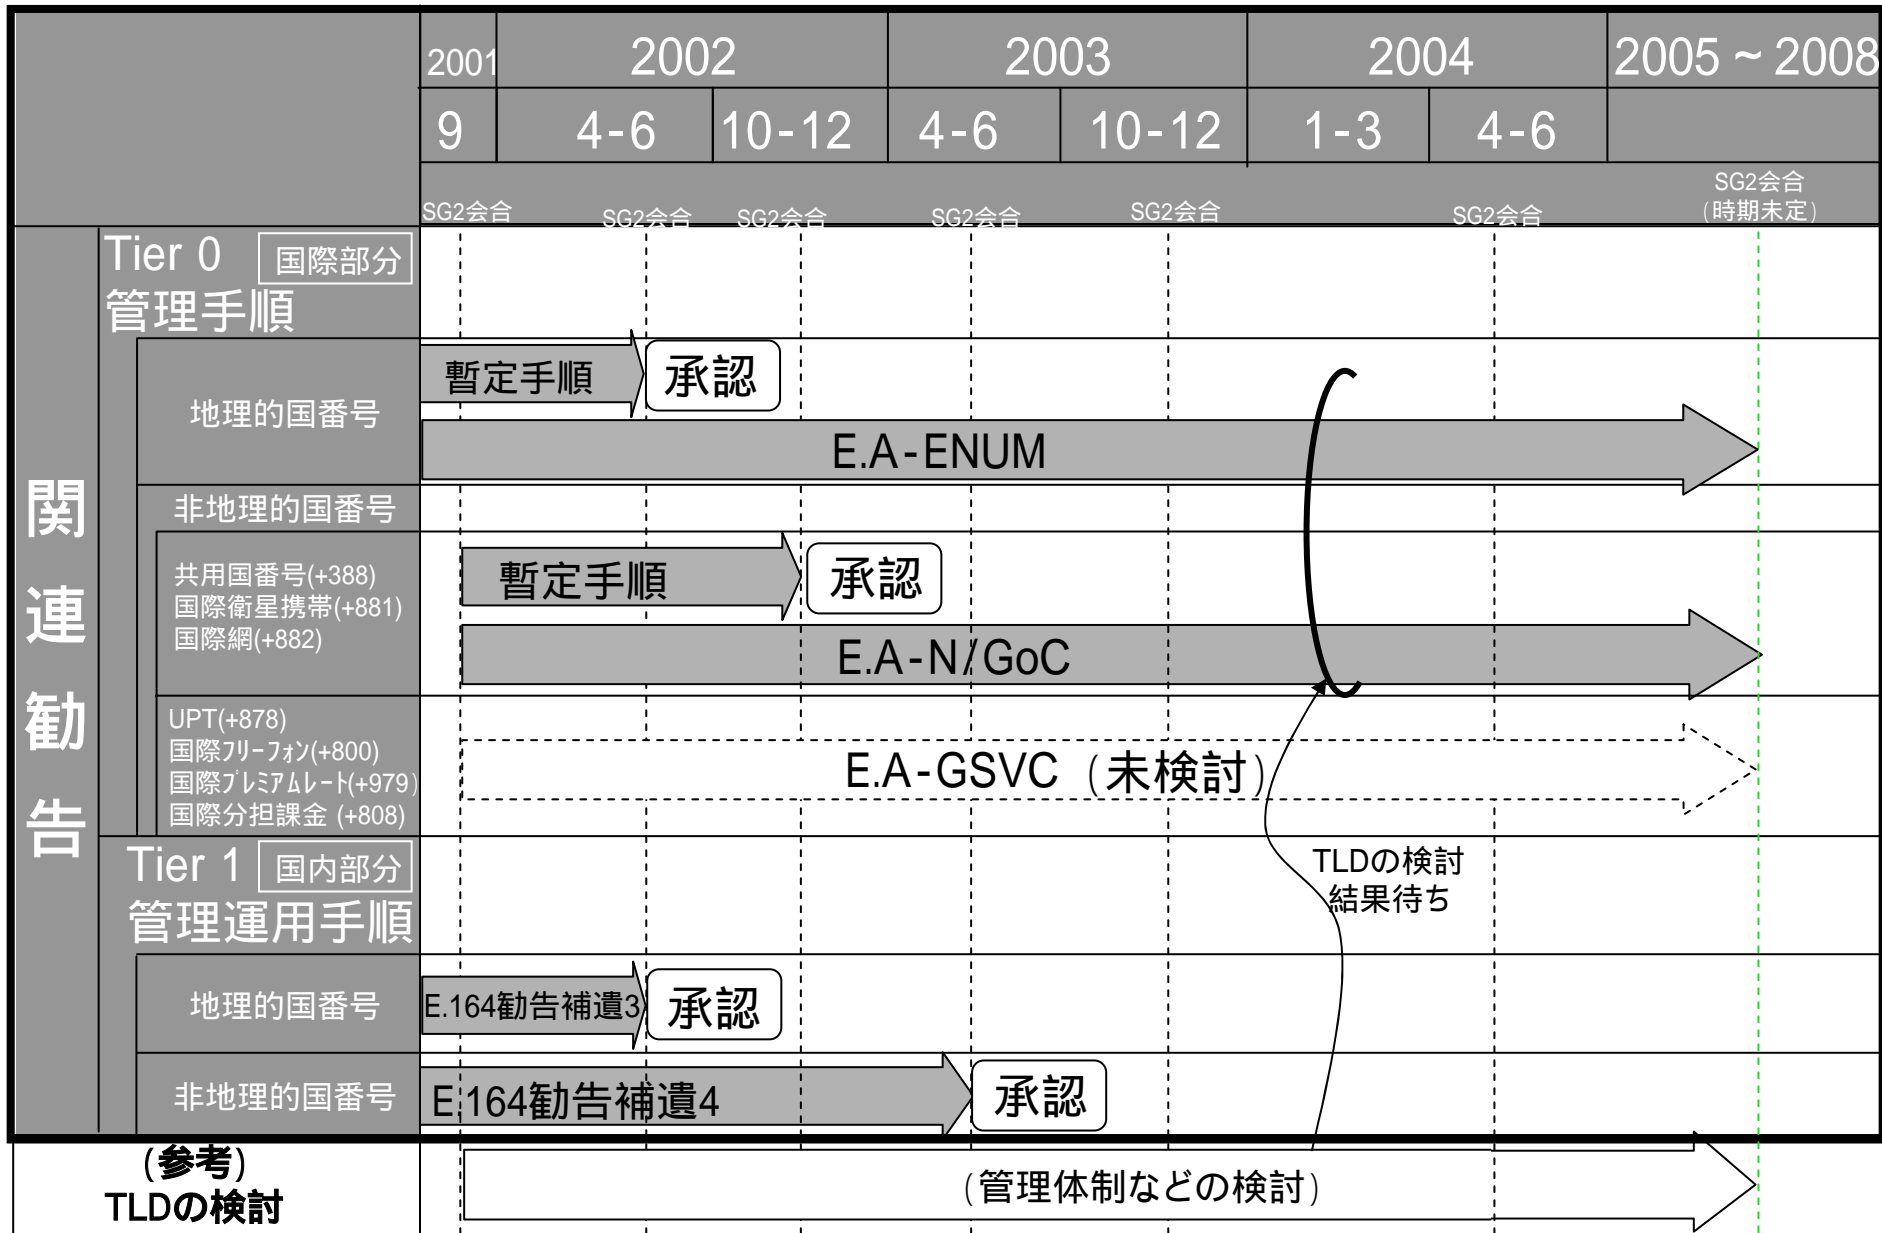 2001 2002 2003 2004 2005～2008
9 4-6 10-12 4-6 10-12 1-3 4-6
SG2会合 SG2会合 SG2会合 SG2会合 SG2会合 SG2会合 SG2会合
(時期未定)
関連勧告
Tier 0 国際部分
管理手順
地理的国番号
暫定手順 承認
E.A-ENUM
非地理的国番号
共用国番号(+388)
国際衛星携帯(+881)
国際網(+882)
暫定手順 承認
E.A-N/GoC
UPT(+878)
国際ﾌﾘｰﾌｫﾝ(+800)
国際ﾌﾟﾚﾐｱﾑﾚｰﾄ(+979)
国際分担課金 (+808)
E.A-GSVC (未検討)
TLDの検討
結果待ち
Tier 1 国内部分
管理運用手順
地理的国番号
E.164勧告補遺3 承認
非地理的国番号
E.164勧告補遺4 承認
(参考)
TLDの検討
(管理体制などの検討)